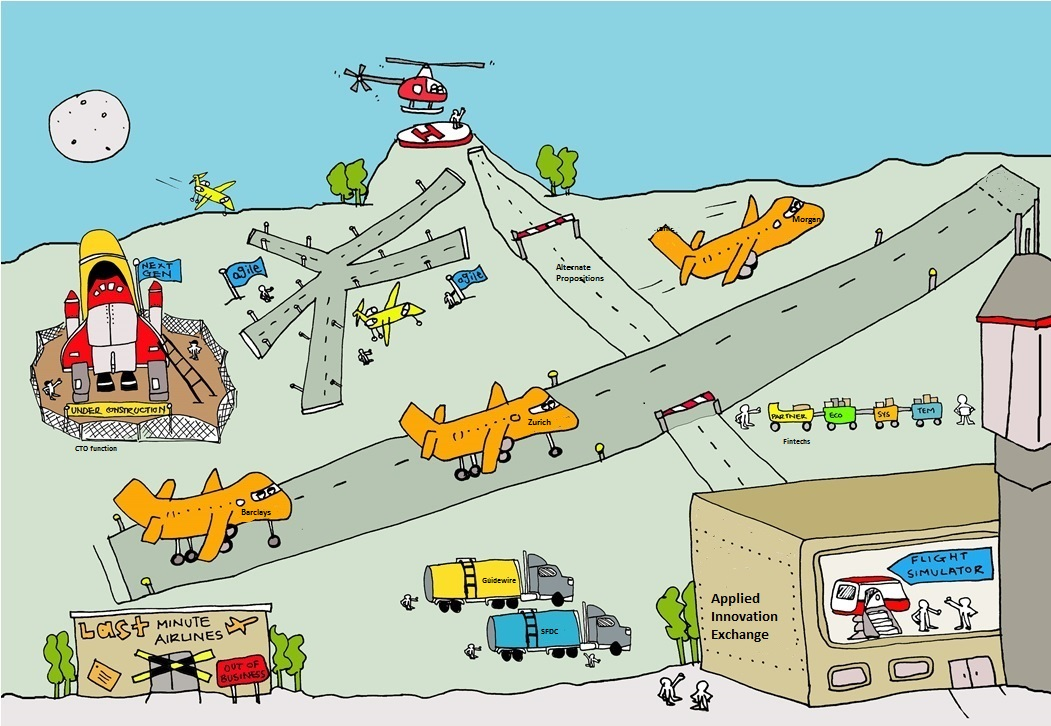 H
NEXT
GEN
agile
agile
Morgan
Alternate
Propositions
UNDER CONSTRUCTION
CTO function
Zurich
PARTNER
ECO
SYS
TEM
Fintechs
Barclays
FLIGHT
SIMULATOR
Guidewire
SFDC
Applied
Innovation
Exchange
Last MINUTE
AIRLINES
OUT OF
BUSINESS